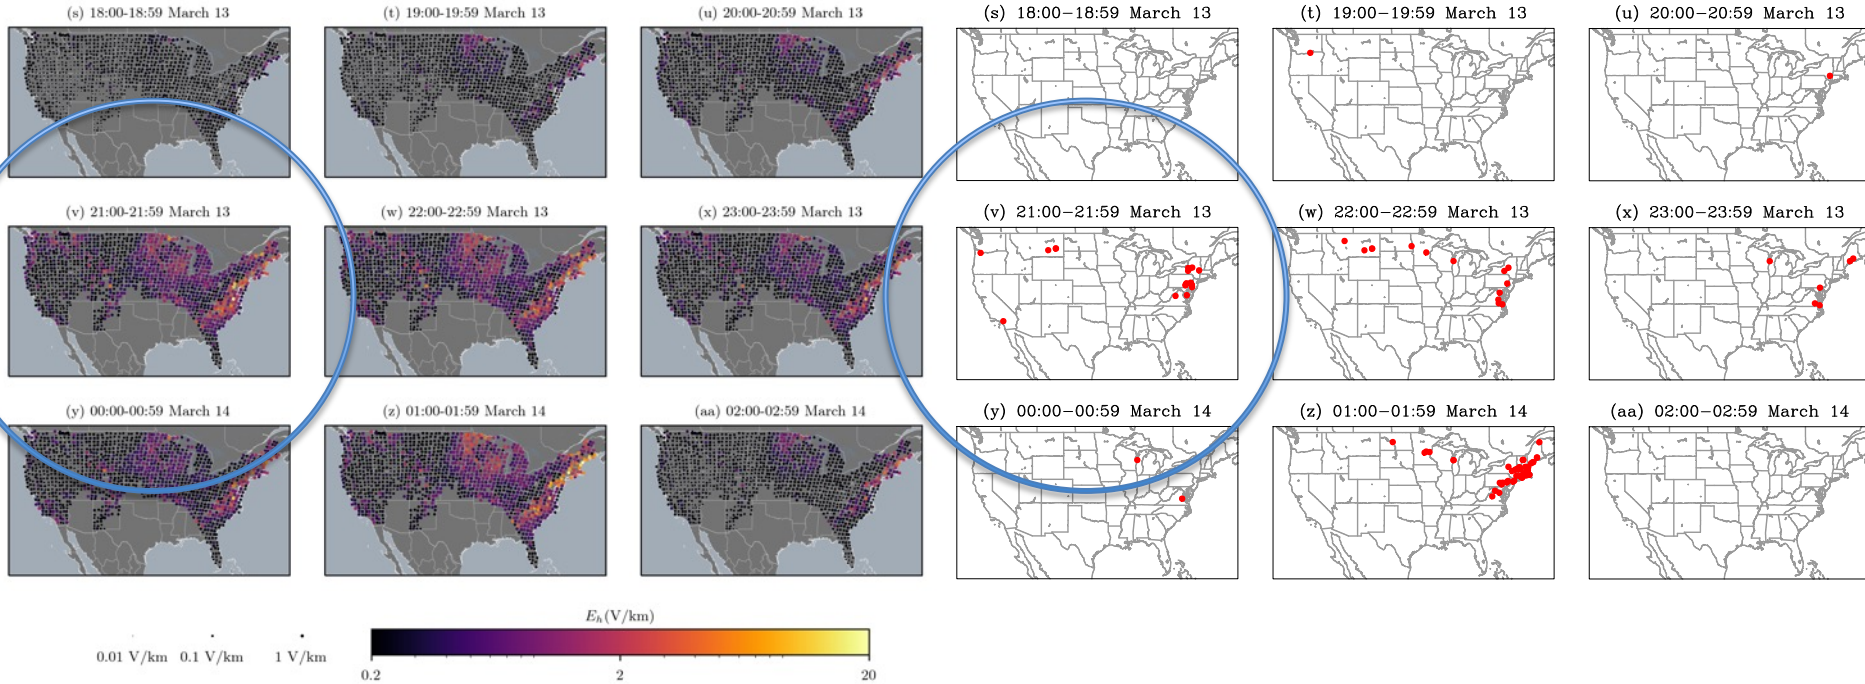 (s) 18:00-18:59 March 13
(t) 19:00-19:59 March 13
(u) 20:00-20:59 March 13
(s) 18:00−18:59 March 13
(t) 19:00−19:59 March 13
(u) 20:00−20:59 March 13
(v) 21:00-21:59 March 13
(w) 22:00-22:59 March 13
(x) 23:00-23:59 March 13
(v) 21:00−21:59 March 13
(w) 22:00−22:59 March 13
(x) 23:00−23:59 March 13
(y) 00:00-00:59 March 14
(z) 01:00-01:59 March 14
(aa) 02:00-02:59 March 14
(y) 00:00−00:59 March 14
(z) 01:00−01:59 March 14
(aa) 02:00−02:59 March 14
E_h(V/km)
0.01 V/km 0.1 V/km 1 V/km
0.2 2 20